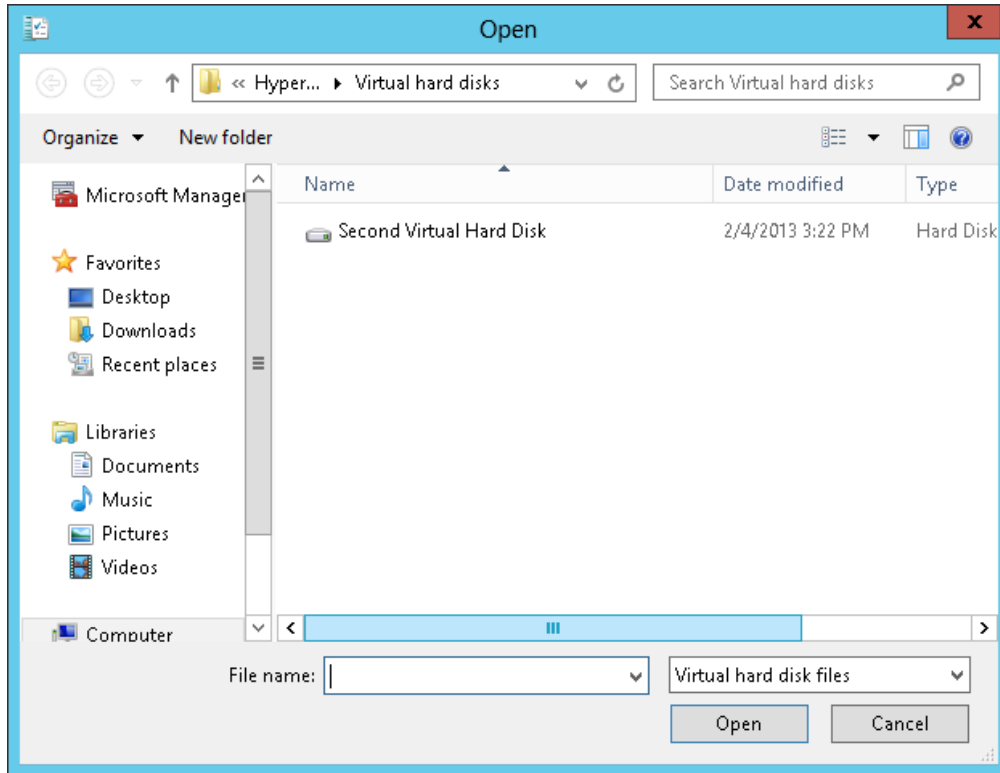 Open
x
« Hyper... Virtual hard disks
Search Virtual hard disks
Organize
New folder
Name
Date modified
Type
Second Virtual Hard Disk
2/4/2013 3:22 PM
Hard Disk
Microsoft Manager
Favorites
Desktop
Downloads
Recent places
Libraries
Documents
Music
Pictures
Videos
Computer
File name:
Virtual hard disk files
Open
Cancel